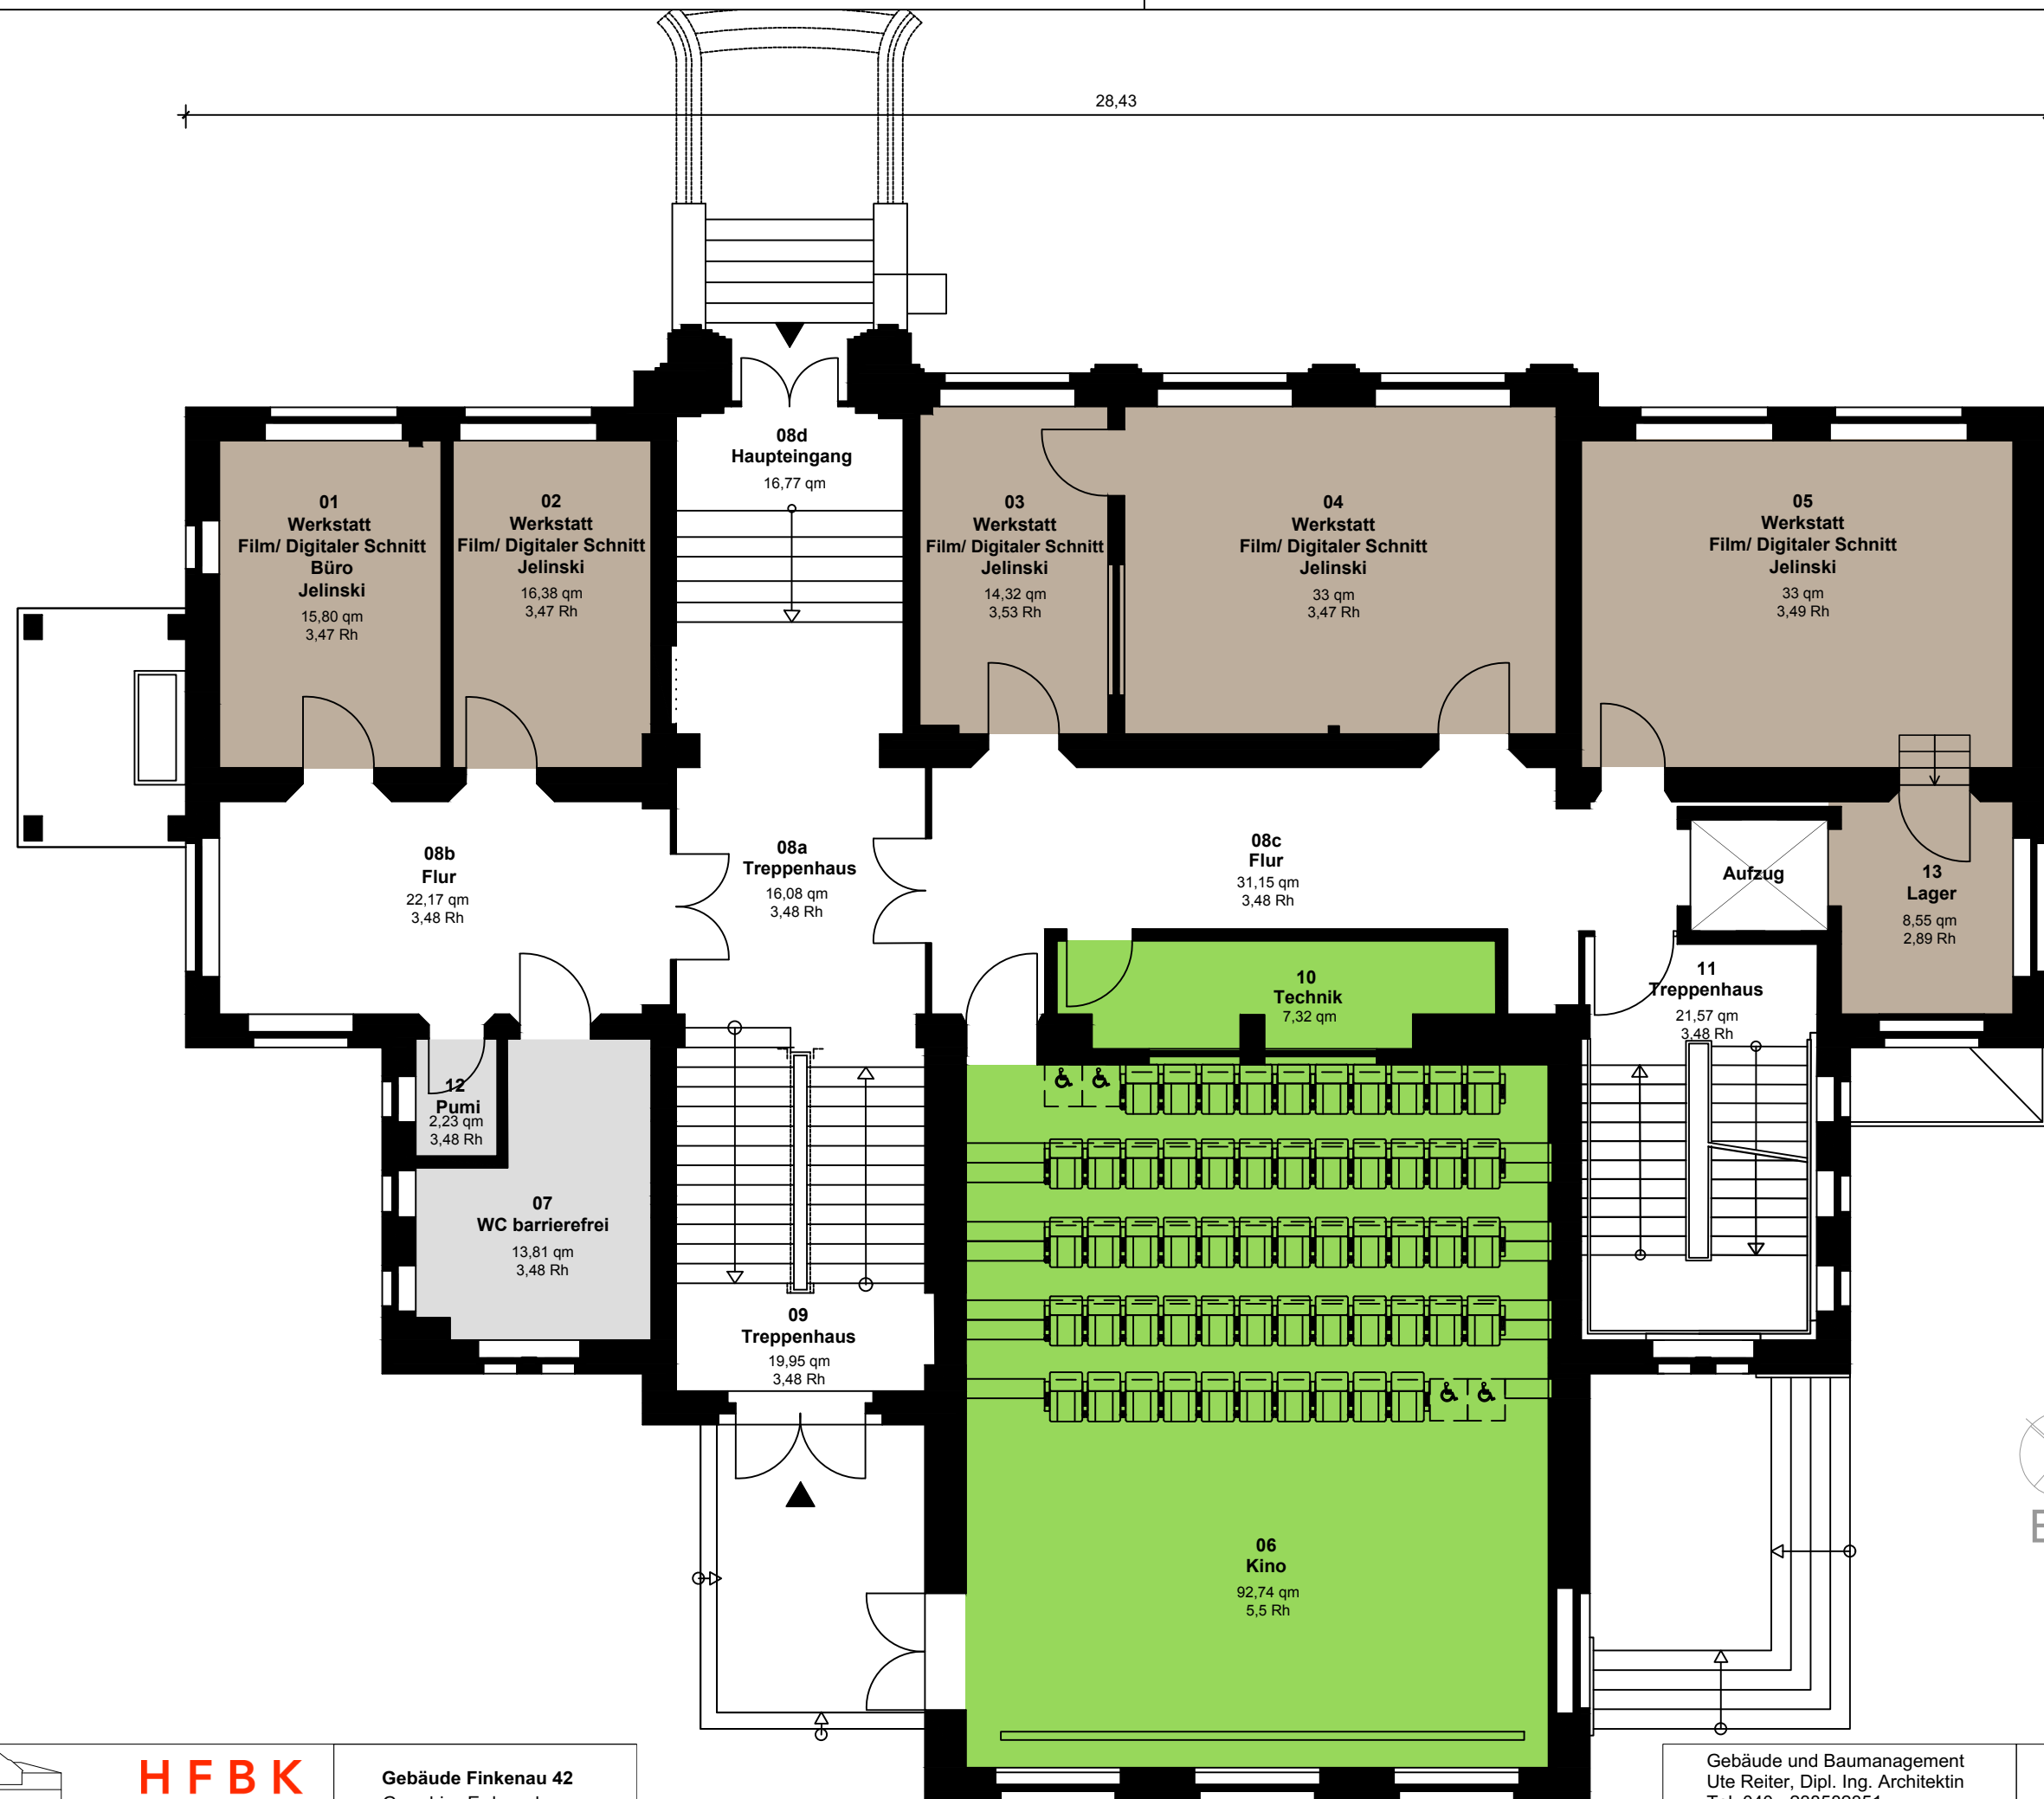 28,43
08d
Haupteingang
16,77 qm
01
Werkstatt
Film/ Digitaler Schnitt
Büro
Jelinski
15,80 qm
3,47 Rh
02
Werkstatt
Film/ Digitaler Schnitt
Jelinski
16,38 qm
3,47 Rh
03
Werkstatt
Film/ Digitaler Schnitt
Jelinski
14,32 qm
3,53 Rh
04
Werkstatt
Film/ Digitaler Schnitt
Jelinski
33 qm
3,47 Rh
05
Werkstatt
Film/ Digitaler Schnitt
Jelinski
33 qm
3,49 Rh
08b
Flur
22,17 qm
3,48 Rh
08a
Treppenhaus
16,08 qm
3,48 Rh
08c
Flur
31,15 qm
3,48 Rh
Aufzug
13
Lager
8,55 qm
2,89 Rh
10
Technik
7,32 qm
11
Treppenhaus
21,57 qm
3,48 Rh
12
Pumi
2,23 qm
3,48 Rh
07
WC barrierefrei
13,81 qm
3,48 Rh
09
Treppenhaus
19,95 qm
3,48 Rh
06
Kino
92,74 qm
5,5 Rh
HFBK
Gebäude Finkenau 42
Gebäude und Baumanagement
Ute Reiter, Dipl. Ing. Architektin